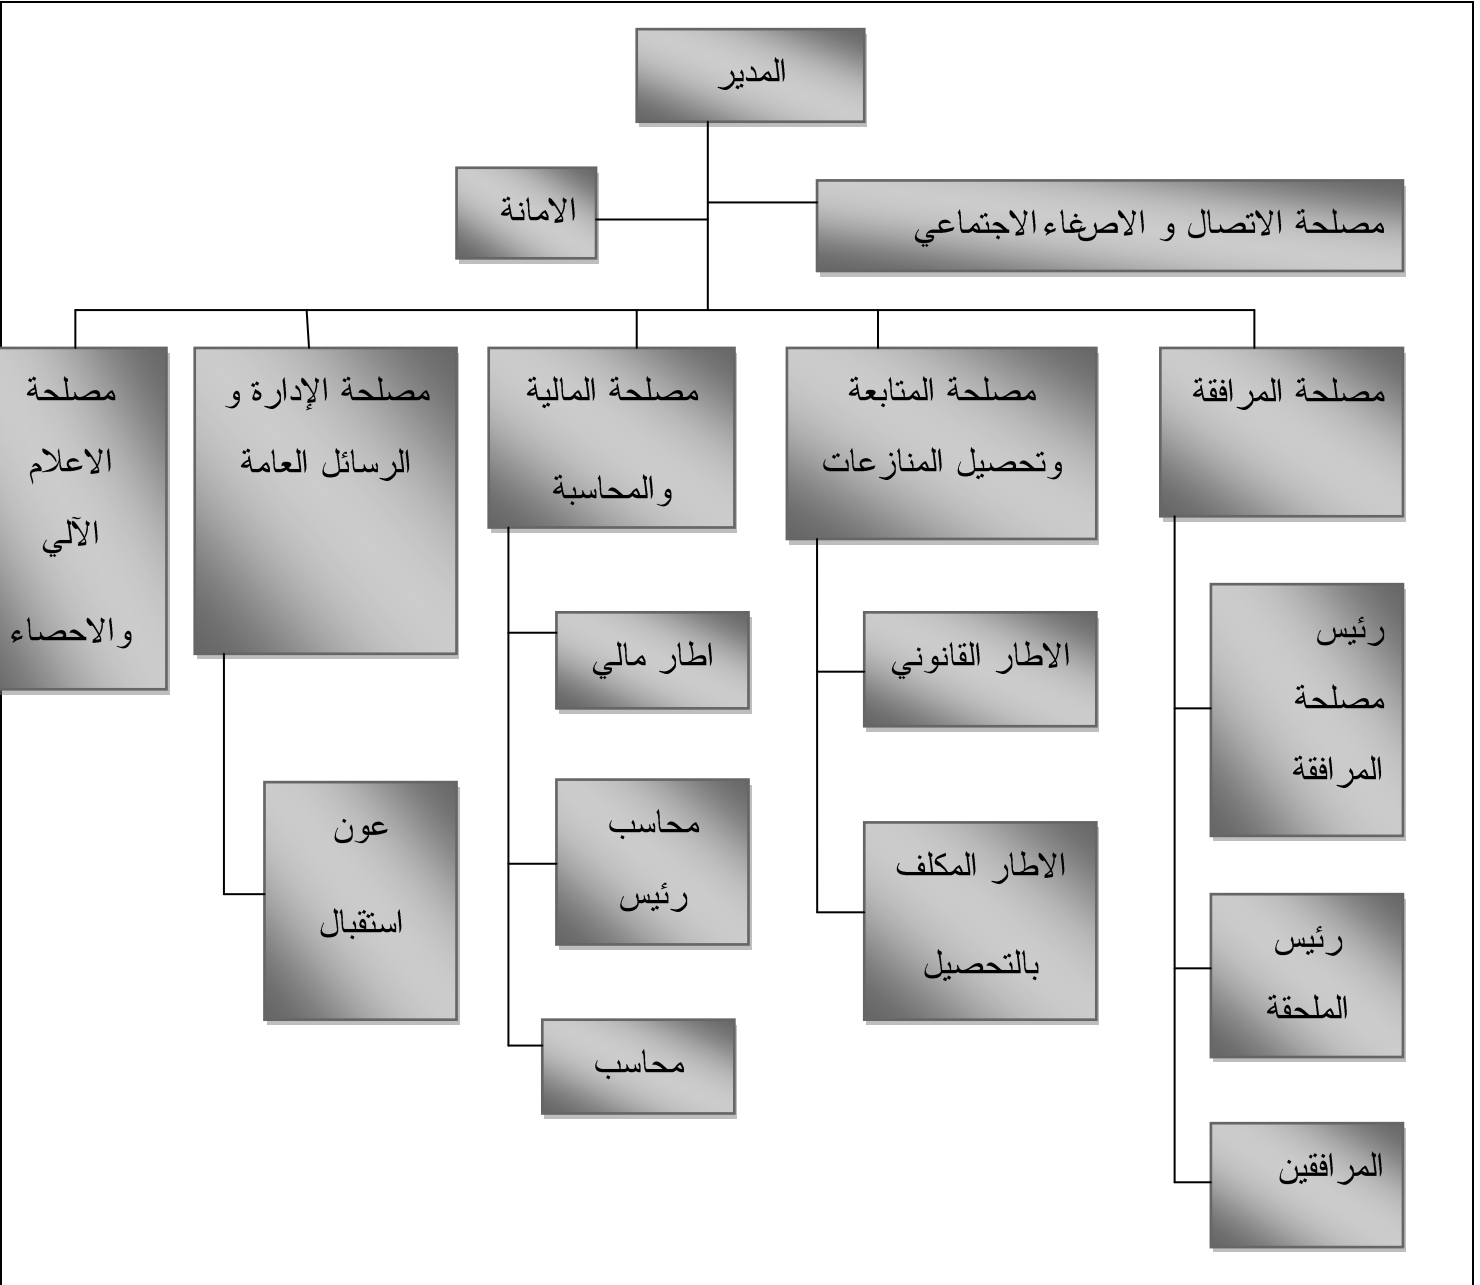 المدير
الامانة
مصلحة الاتصال و الاصغاء الاجتماعي
مصلحة المرافقة
مصلحة المتابعة
وتحصيل المنازعات
مصلحة المالية
والمحاسبة
مصلحة الإدارة و
الرسائل العامة
مصلحة
الاعلام
الآلي
والاحصاء
رئيس
مصلحة
المرافقة
رئيس
الملحقة
المرافقين
الاطار القانوني
الاطار المكلف
بالتحصيل
اطار مالي
محاسب
رئيس
محاسب
عون
استقبال